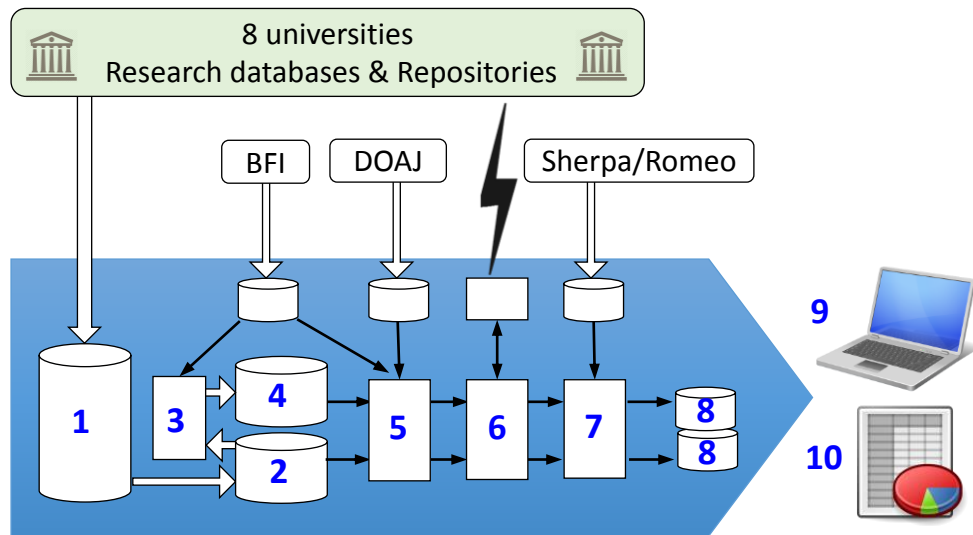 8 universities
Research databases & Repositories
BFI
DOAJ
Sherpa/Romeo
9
1
3
4
2
5
6
7
8
8
10